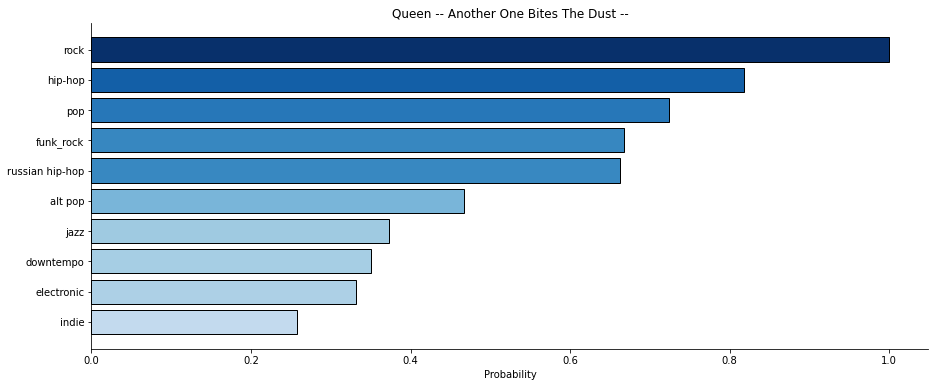 Queen -- Another One Bites The Dust --
rock
hip-hop
pop
funk_rock
russian hip-hop
alt pop
jazz
downtempo
electronic
indie
0.0 0.2 0.4 0.6 0.8 1.0
Probability